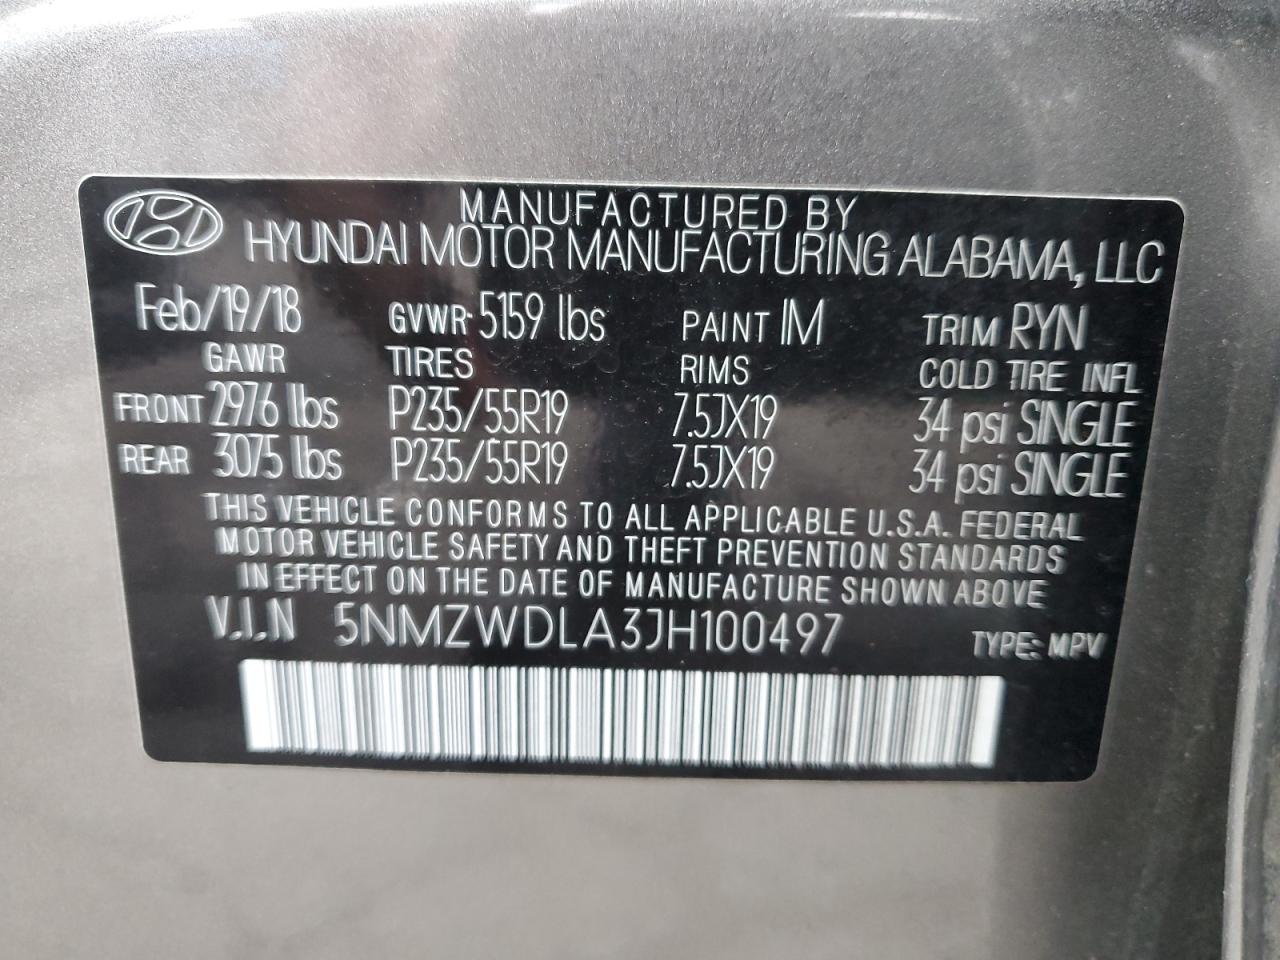 MANUFACTURED BY
HYUNDAI MOTOR MANUFACTURING ALABAMA, LLC
Feb/19/18 GVWR 5159 lbs PAINT IM TRIM RYN
GAWR TIRES RIMS COLD TIRE INFL
FRONT 2976 lbs P235/55R19 7.5JX19 34 psi SINGLE
REAR 3075 lbs P235/55R19 7.5JX19 34 psi SINGLE
THIS VEHICLE CONFORMS TO ALL APPLICABLE U.S.A. FEDERAL
MOTOR VEHICLE SAFETY AND THEFT PREVENTION STANDARDS
IN EFFECT ON THE DATE OF MANUFACTURE SHOWN ABOVE
V.I.N 5NMZWDLA3JH100497 TYPE: MPV